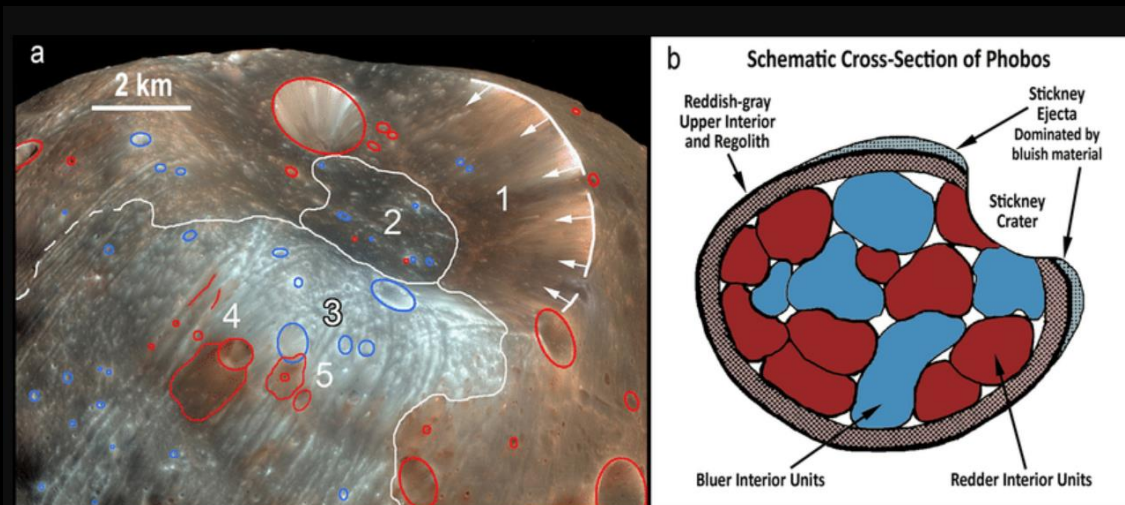 a
2 km
1
2
3
4
5
b
Schematic Cross-Section of Phobos
Reddish-gray
Upper Interior
and Regolith
Stickney
Ejecta
Dominated by
bluish material
Stickney
Crater
Bluer Interior Units
Redder Interior Units